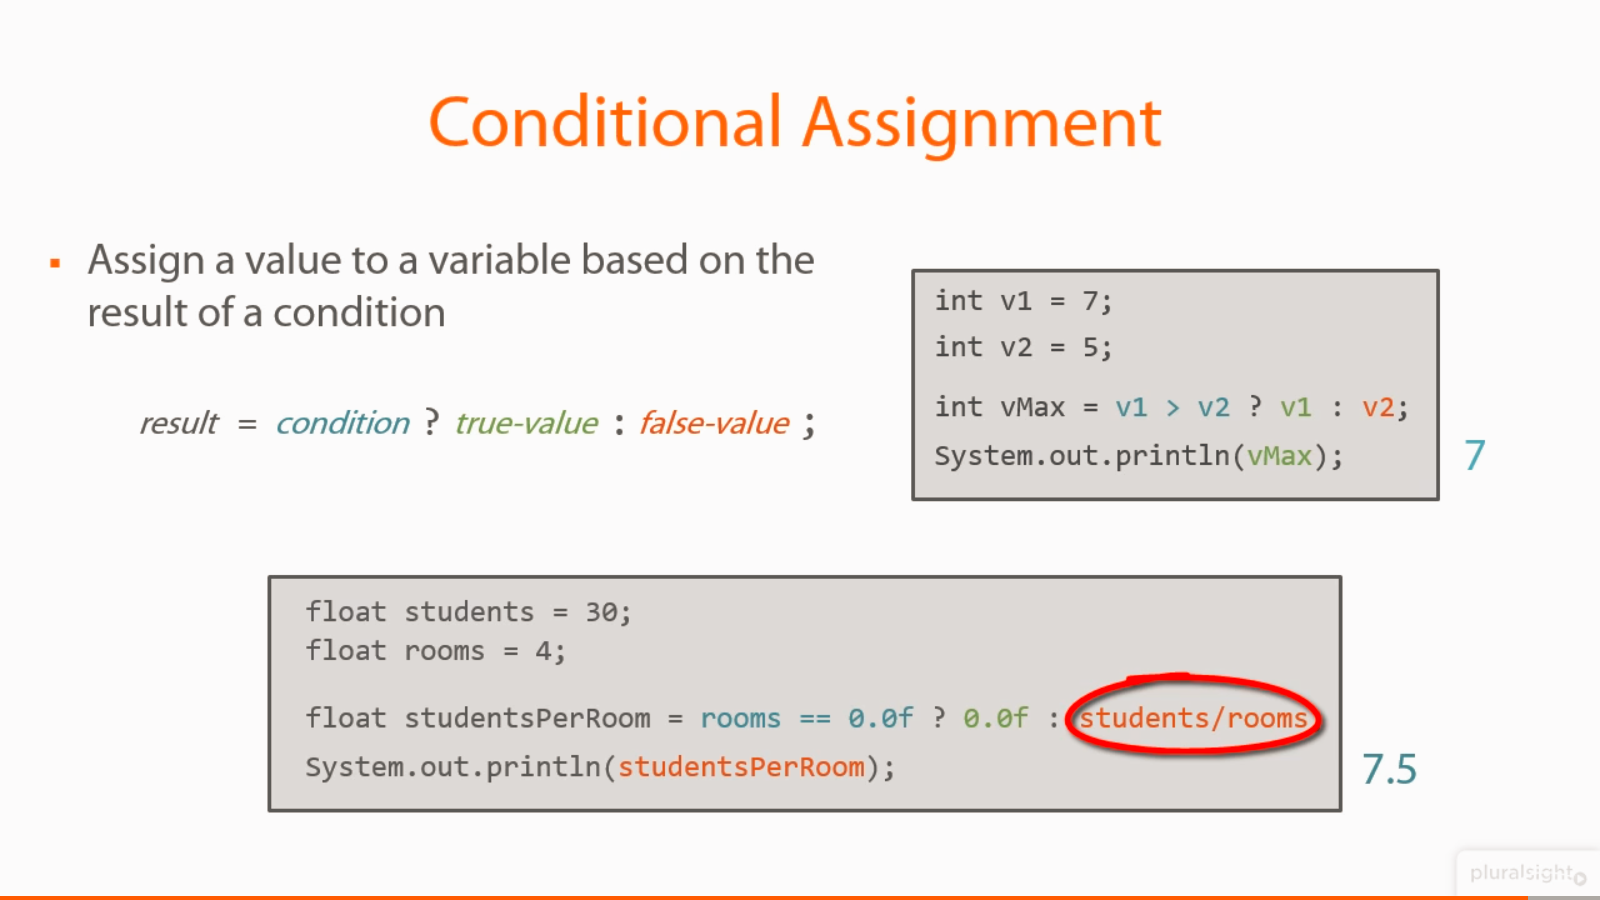 Conditional Assignment
▪ Assign a value to a variable based on the
result of a condition
result = condition ? true-value : false-value ;
int v1 = 7;
int v2 = 5;
int vMax = v1 > v2 ? v1 : v2;
System.out.println(vMax);
7
float students = 30;
float rooms = 4;
float studentsPerRoom = rooms == 0.0f ? 0.0f : students/rooms
System.out.println(studentsPerRoom);
7.5
pluralsight